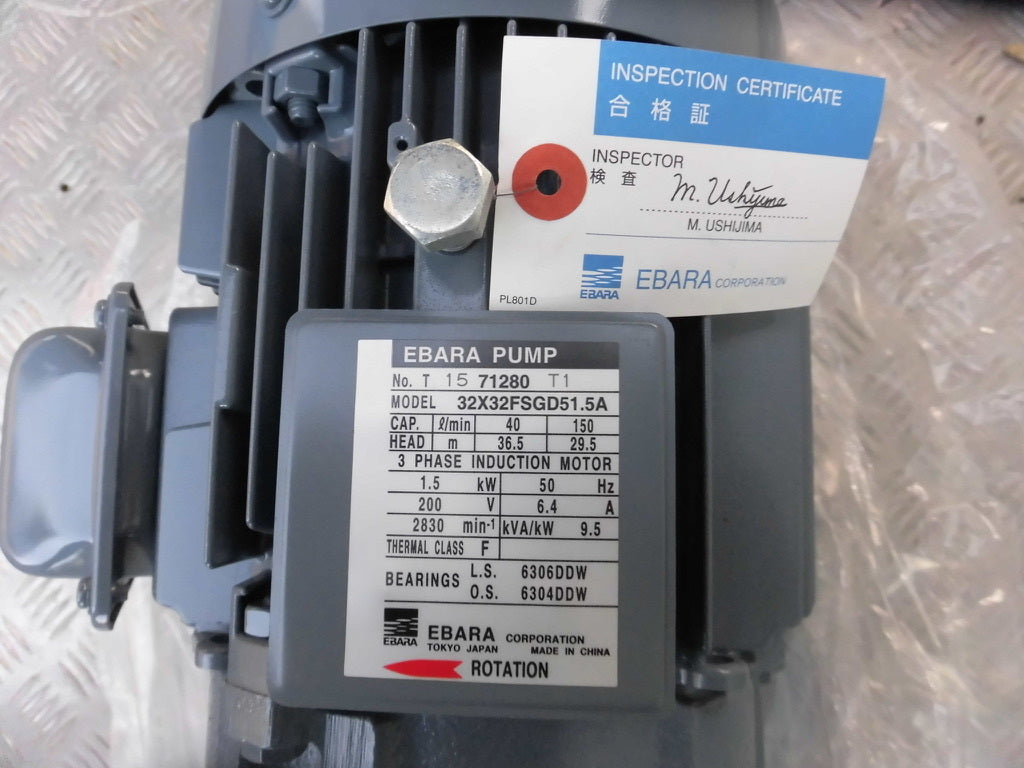 INSPECTION CERTIFICATE
合格証
INSPECTOR
検査 M. Ushijima
M. USHIJIMA
EBARA EBARA CORPORATION
PL801D
EBARA PUMP
No. T 15 71280 T1
MODEL 32X32FSGD51.5A
CAP. ℓ/min 40 150
HEAD m 36.5 29.5
3 PHASE INDUCTION MOTOR
1.5 kW 50 Hz
200 V 6.4 A
2830 min-1 kVA/kW 9.5
THERMAL CLASS F
BEARINGS L.S. 6306DDW
O.S. 6304DDW
EBARA EBARA CORPORATION
TOKYO JAPAN MADE IN CHINA
ROTATION